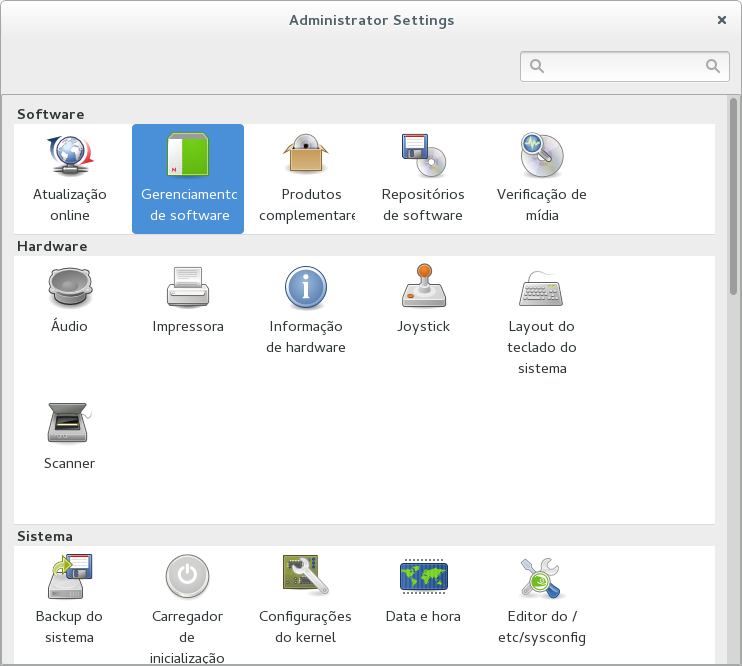 Administrator Settings
Software
Atualização
online
Gerenciamento
de software
Produtos
complementare
Repositórios
de software
Verificação de
mídia
Hardware
Áudio
Impressora
Informação
de hardware
Joystick
Layout do
teclado do
sistema
Scanner
Sistema
Backup do
sistema
Carregador
de
inicialização
Configurações
do kernel
Data e hora
Editor do /
etc/sysconfig